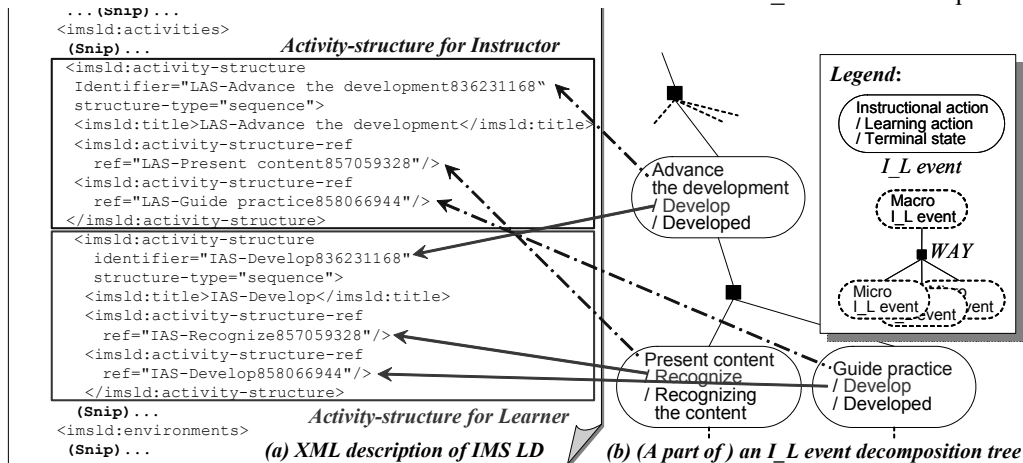 ...(Snip)...
<imsld:activities>
(Snip)...
Activity-structure for Instructor
<imsld:activity-structure
Identifier="LAS-Advance the development836231168"
structure-type="sequence">
<imsld:title>LAS-Advance the development</imsld:title>
<imsld:activity-structure-ref
ref="LAS-Present content857059328"/>
<imsld:activity-structure-ref
ref="LAS-Guide practice858066944"/>
</imsld:activity-structure>
<imsld:activity-structure
identifier="IAS-Develop836231168"
structure-type="sequence">
<imsld:title>IAS-Develop</imsld:title>
<imsld:activity-structure-ref
ref="IAS-Recognize857059328"/>
<imsld:activity-structure-ref
ref="IAS-Develop858066944"/>
</imsld:activity-structure>
(Snip)...
Activity-structure for Learner
<imsld:environments>
(Snip)...
(a) XML description of IMS LD
Advance
the development
/ Develop
/ Developed
Present content
/ Recognize
/ Recognizing
the content
Guide practice
/ Develop
/ Developed
(b) (A part of ) an I_L event decomposition tree
Legend:
Instructional action
/ Learning action
/ Terminal state
I_L event
Macro
I_L event
WAY
Micro
I_L event